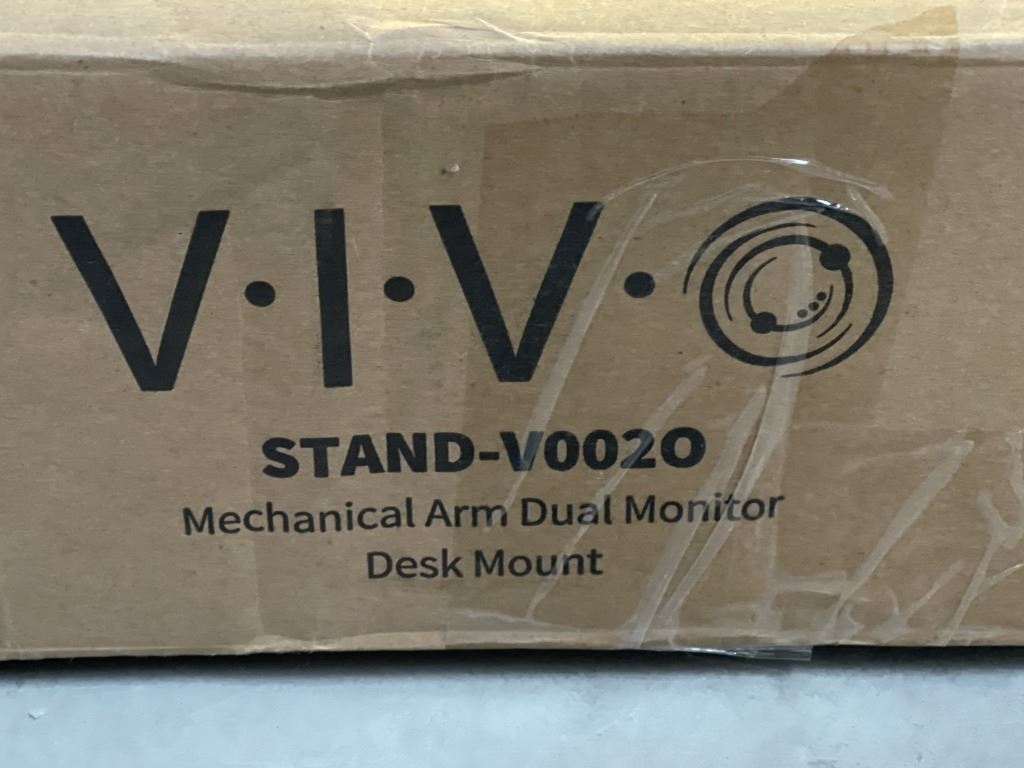 V·I·V·O
STAND-V002O
Mechanical Arm Dual Monitor
Desk Mount